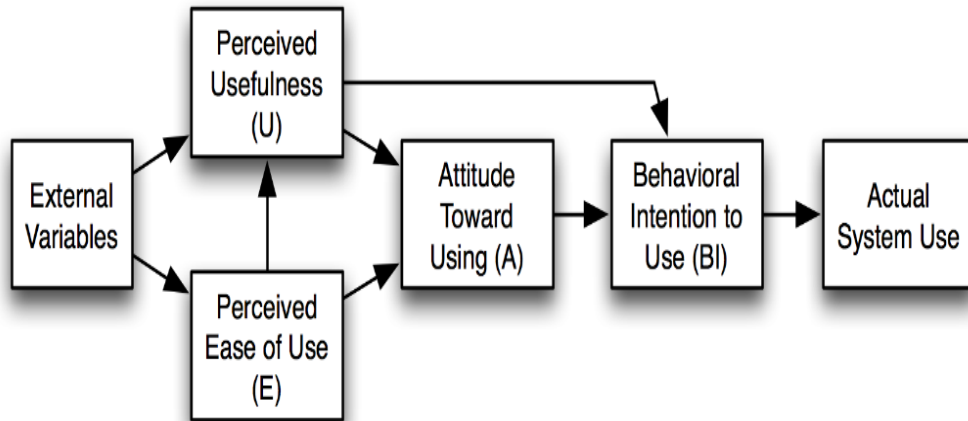 Perceived
Usefulness
(U)
External
Variables
Perceived
Ease of Use
(E)
Attitude
Toward
Using (A)
Behavioral
Intention to
Use (BI)
Actual
System Use